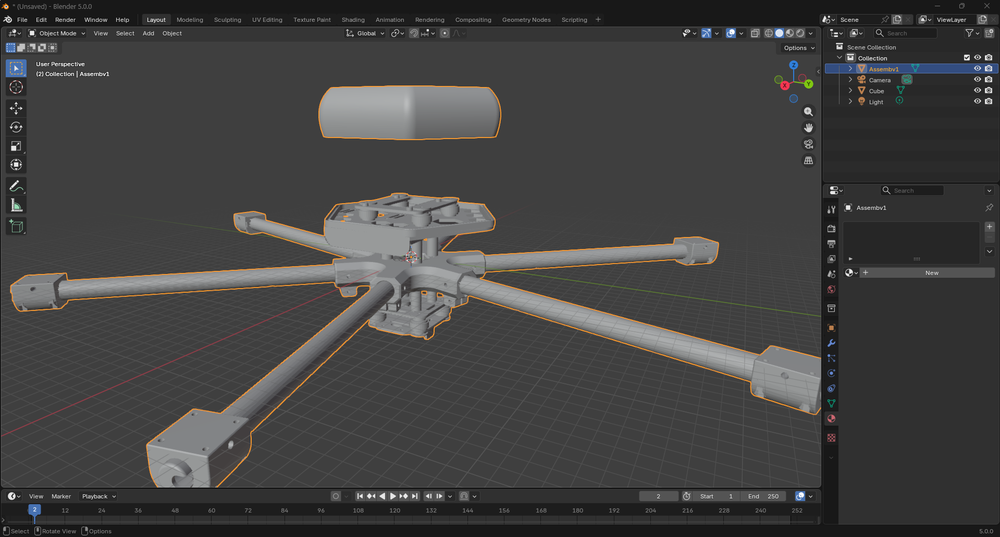 * (Unsaved) - Blender 5.0.0
File Edit Render Window Help Layout Modeling Sculpting UV Editing Texture Paint Shading Animation Rendering Compositing Geometry Nodes Scripting + Scene ViewLayer
Object Mode View Select Add Object Global Search
Options
User Perspective
(2) Collection | Assembv1
Z
X
Y
Scene Collection
Collection
Assembv1
Camera
Cube
Light
Search
Assembv1
New
View Marker Playback 2 Start 1 End 250
2 12 24 36 48 60 72 84 96 108 120 132 144 156 168 180 192 204 216 228 240 252
Select Rotate View Options 5.0.0